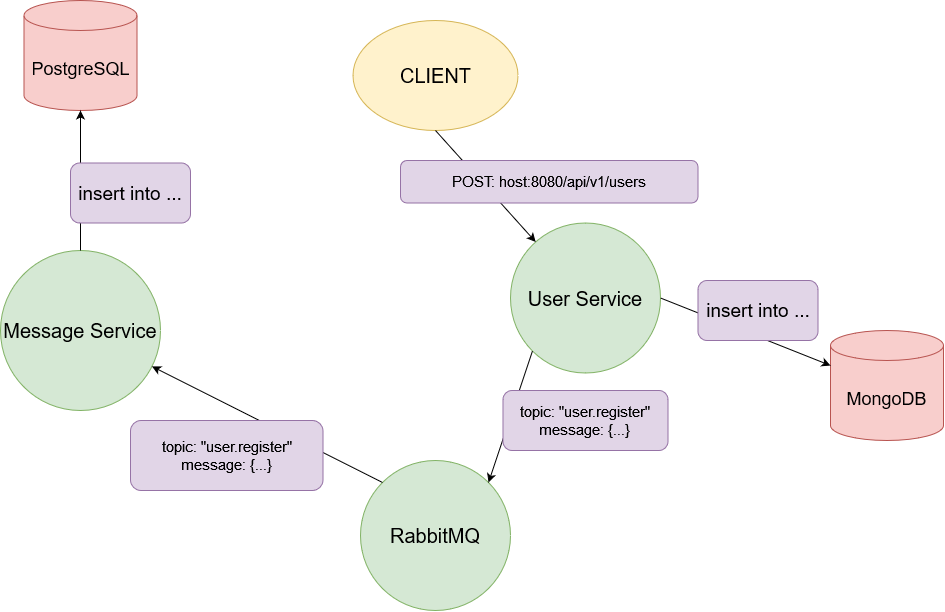 PostgreSQL
CLIENT
POST: host:8080/api/v1/users
insert into ...
User Service
insert into ...
Message Service
MongoDB
topic: "user.register"
message: {...}
topic: "user.register"
message: {...}
RabbitMQ